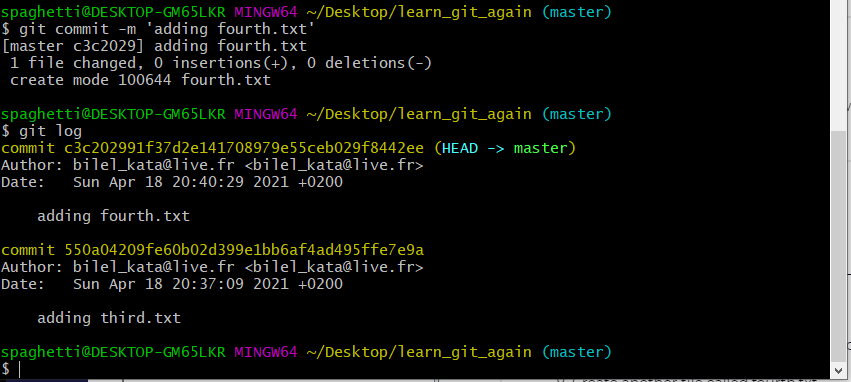 spaghetti@DESKTOP-GM65LKR MINGW64 ~/Desktop/learn_git_again (master)
$ git commit -m 'adding fourth.txt'
[master c3c2029] adding fourth.txt
 1 file changed, 0 insertions(+), 0 deletions(-)
 create mode 100644 fourth.txt

spaghetti@DESKTOP-GM65LKR MINGW64 ~/Desktop/learn_git_again (master)
$ git log
commit c3c202991f37d2e141708979e55ceb029f8442ee (HEAD -> master)
Author: bilel_kata@live.fr <bilel_kata@live.fr>
Date:   Sun Apr 18 20:40:29 2021 +0200

    adding fourth.txt

commit 550a04209fe60b02d399e1bb6af4ad495ffe7e9a
Author: bilel_kata@live.fr <bilel_kata@live.fr>
Date:   Sun Apr 18 20:37:09 2021 +0200

    adding third.txt

spaghetti@DESKTOP-GM65LKR MINGW64 ~/Desktop/learn_git_again (master)
$